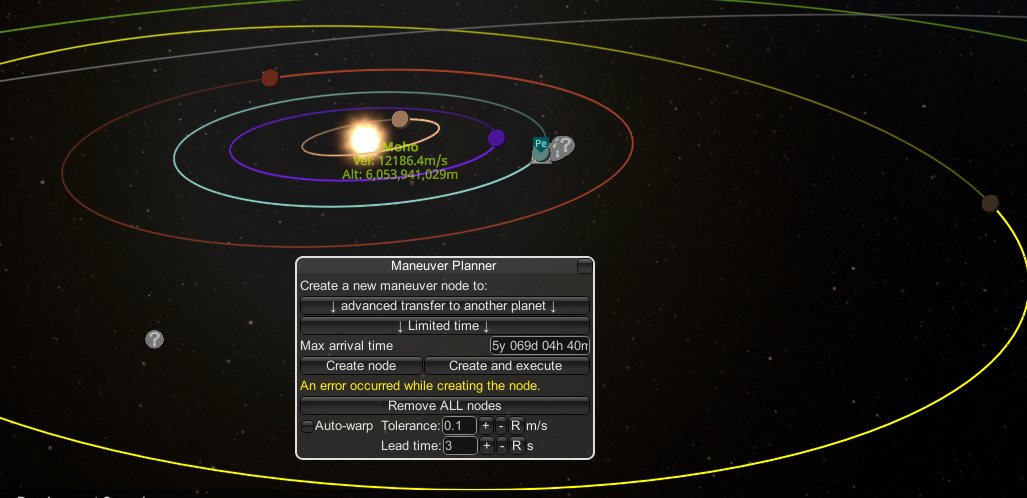 Pe
Moho
Vel: 12186.4m/s
Alt: 6,053,941,029m
?
?
Maneuver Planner
Create a new maneuver node to:
↓ advanced transfer to another planet ↓
↓ Limited time ↓
Max arrival time 5y 069d 04h 40m
Create node Create and execute
An error occurred while creating the node.
Remove ALL nodes
Auto-warp Tolerance: 0.1 + - R m/s
Lead time: 3 + - R s